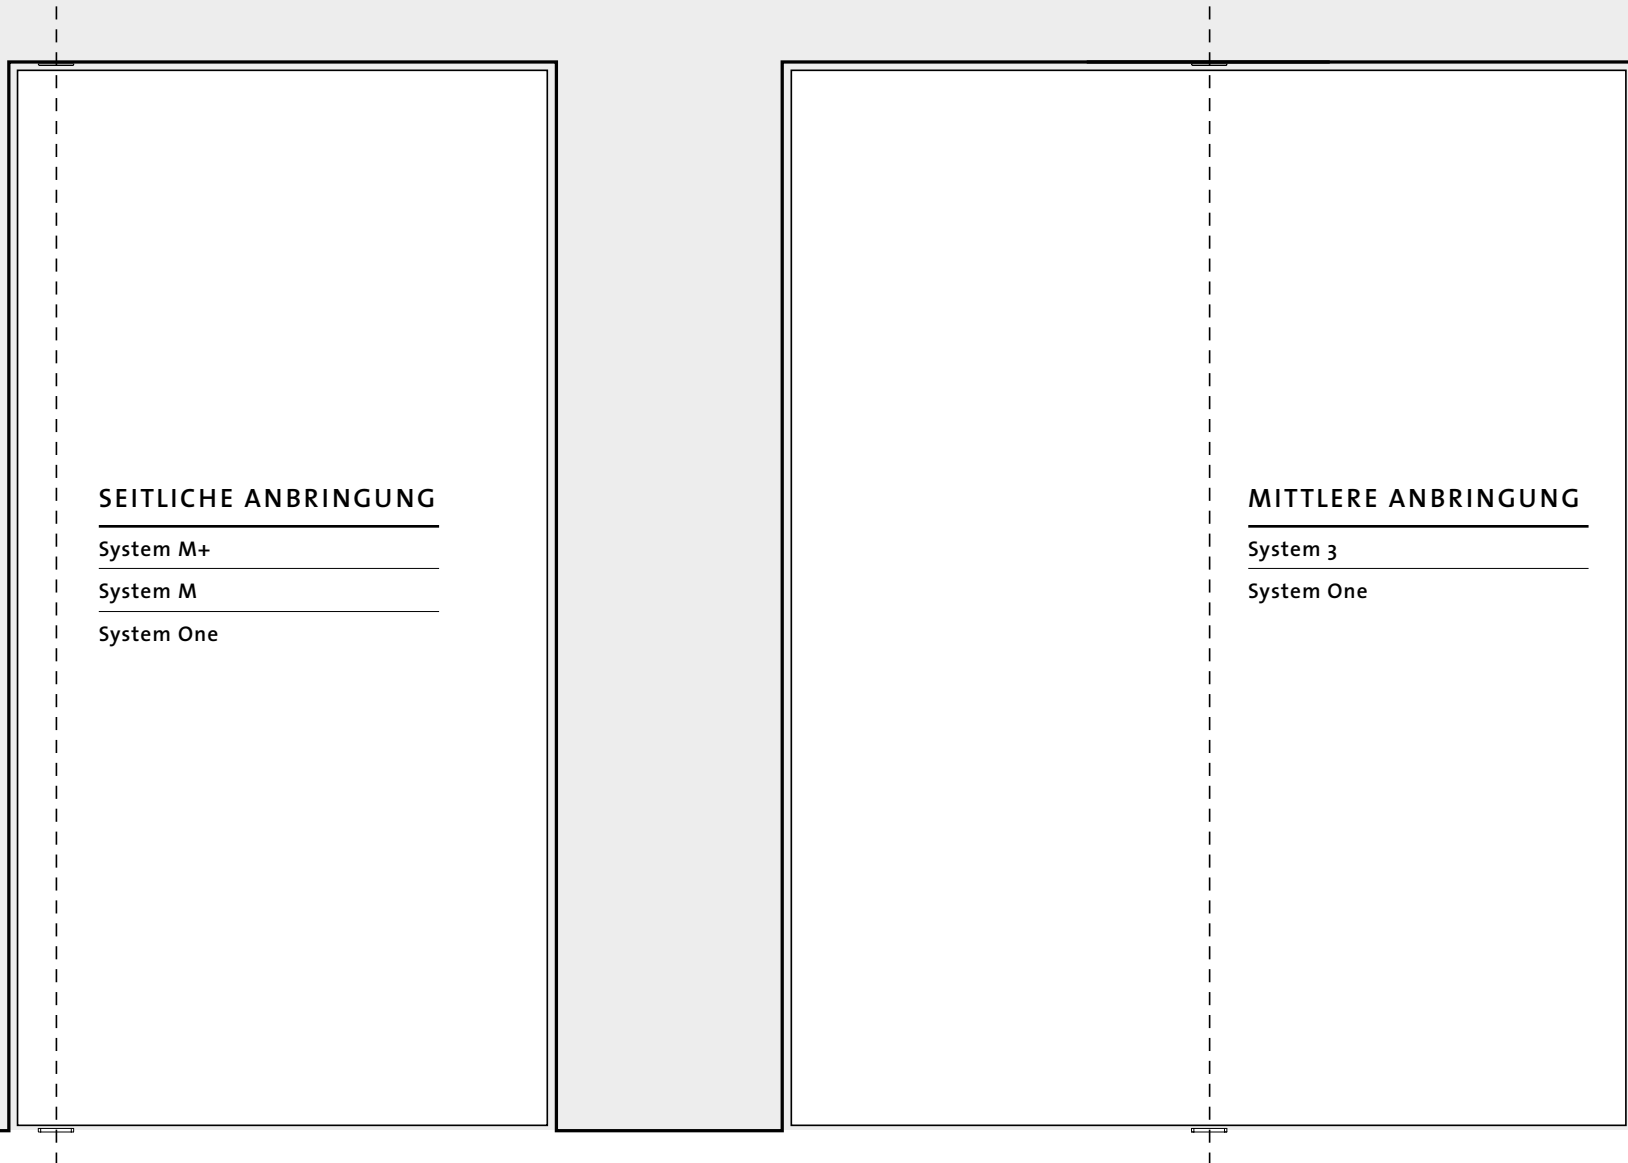 SEITLICHE ANBRINGUNG
System M+
System M
System One
MITTLERE ANBRINGUNG
System 3
System One